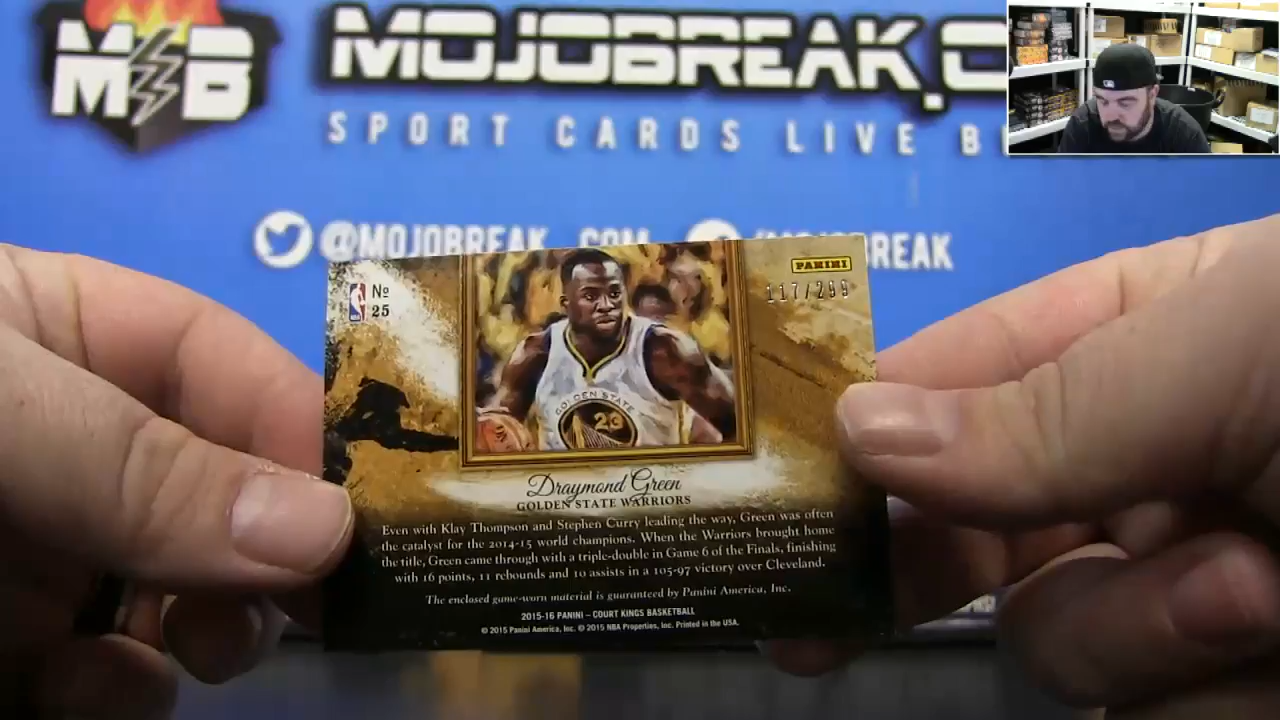 M B
MOJOBREAK.C
SPORT CARDS LIVE B
@MOJOBREAK
COM
BREAK
PANINI
117/299
Nº
25
NBA
GOLDEN STATE
23
Draymond Green
GOLDEN STATE WARRIORS
Even with Klay Thompson and Stephen Curry leading the way, Green was often
the catalyst for the 2014-15 world champions. When the Warriors brought home
the title, Green came through with a triple-double in Game 6 of the Finals, finishing
with 16 points, 11 rebounds and 10 assists in a 105-97 victory over Cleveland.
The enclosed game-worn material is guaranteed by Panini America, Inc.
2015-16 PANINI – COURT KINGS BASKETBALL
© 2015 Panini America, Inc. © 2015 NBA Properties, Inc. Printed in the USA.